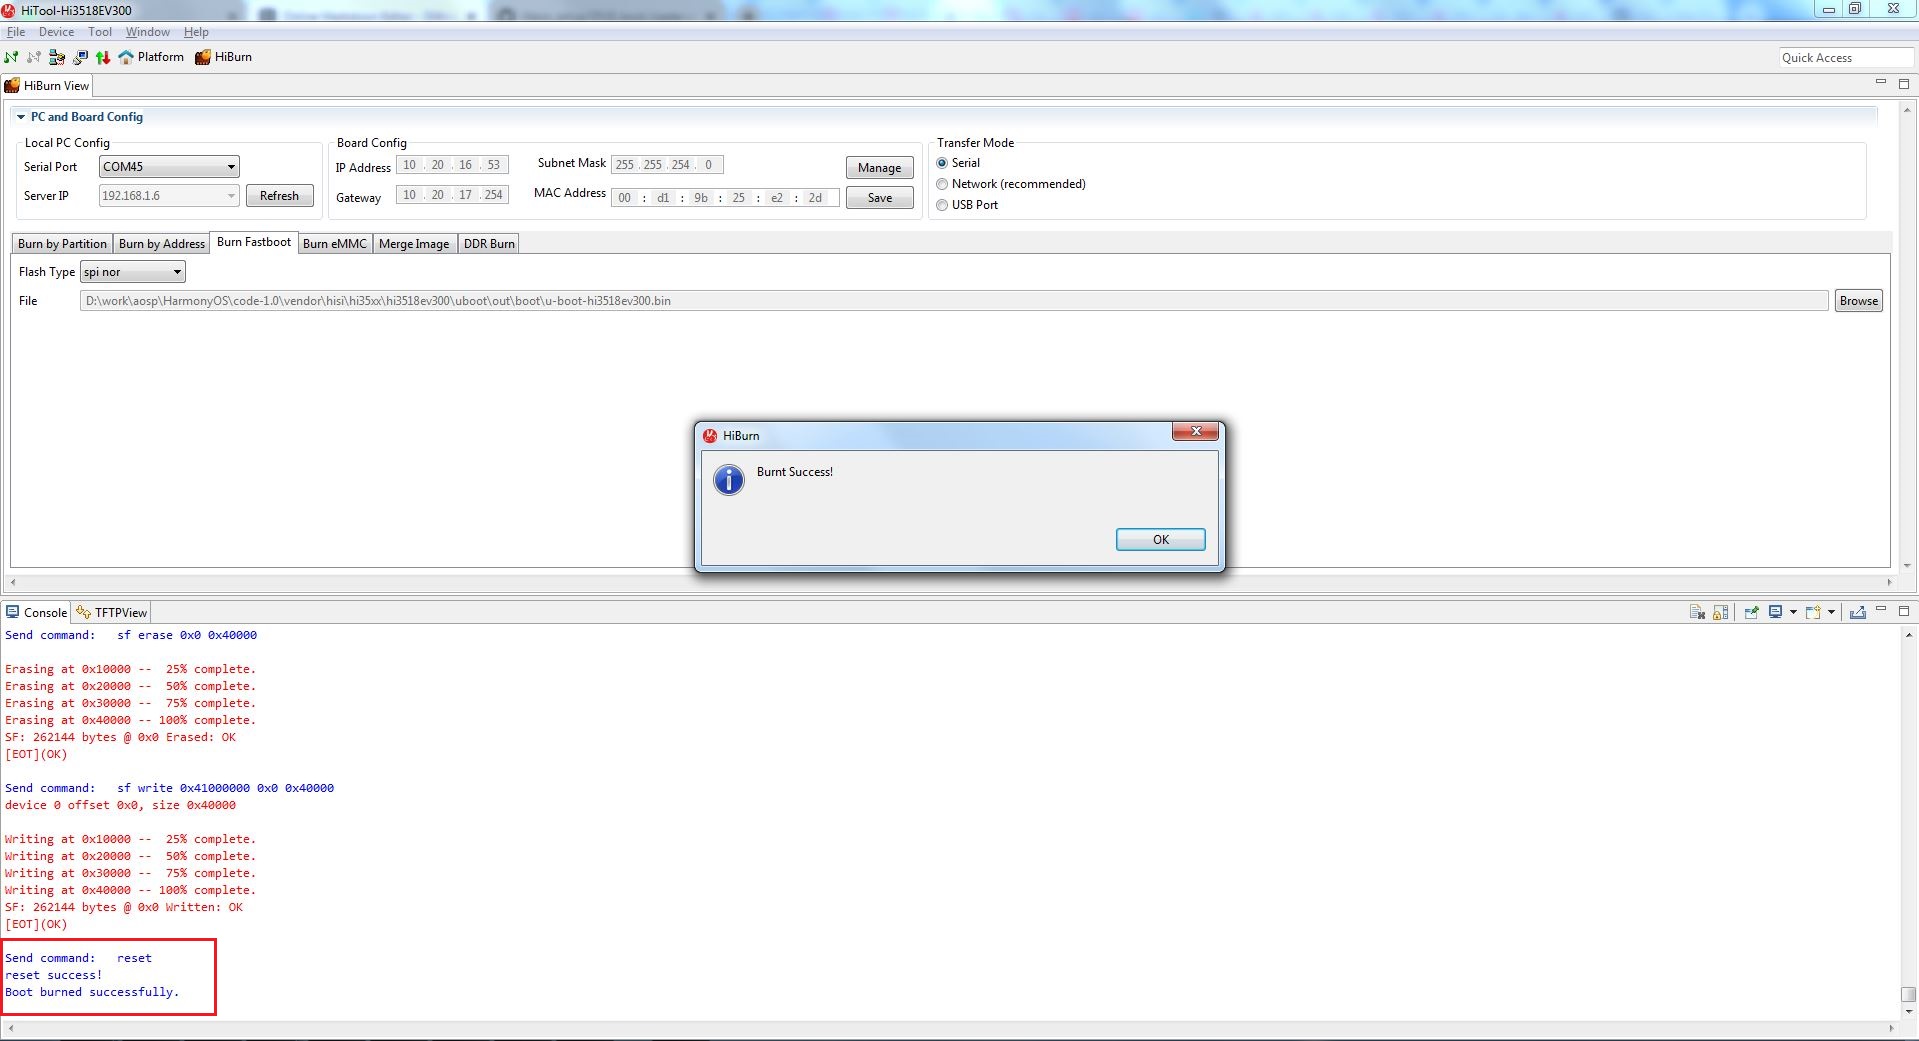 HiTool-Hi3518EV300
File Device Tool Window Help
Platform HiBurn
Quick Access
HiBurn View
PC and Board Config
Local PC Config
Serial Port COM45
Server IP 192.168.1.6 Refresh
Board Config
IP Address 10 . 20 . 16 . 53 Subnet Mask 255 . 255 . 254 . 0 Manage
Gateway 10 . 20 . 17 . 254 MAC Address 00 : d1 : 9b : 25 : e2 : 2d Save
Transfer Mode
Serial
Network (recommended)
USB Port
Burn by Partition Burn by Address Burn Fastboot Burn eMMC Merge Image DDR Burn
Flash Type spi nor
File D:\work\aosp\HarmonyOS\code-1.0\vendor\hisi\hi35xx\hi3518ev300\uboot\out\boot\u-boot-hi3518ev300.bin Browse
HiBurn
Burnt Success!
OK
Console TFTPView
Send command: sf erase 0x0 0x40000
Erasing at 0x10000 -- 25% complete.
Erasing at 0x20000 -- 50% complete.
Erasing at 0x30000 -- 75% complete.
Erasing at 0x40000 -- 100% complete.
SF: 262144 bytes @ 0x0 Erased: OK
[EOT](OK)
Send command: sf write 0x41000000 0x0 0x40000
device 0 offset 0x0, size 0x40000
Writing at 0x10000 -- 25% complete.
Writing at 0x20000 -- 50% complete.
Writing at 0x30000 -- 75% complete.
Writing at 0x40000 -- 100% complete.
SF: 262144 bytes @ 0x0 Written: OK
[EOT](OK)
Send command: reset
reset success!
Boot burned successfully.